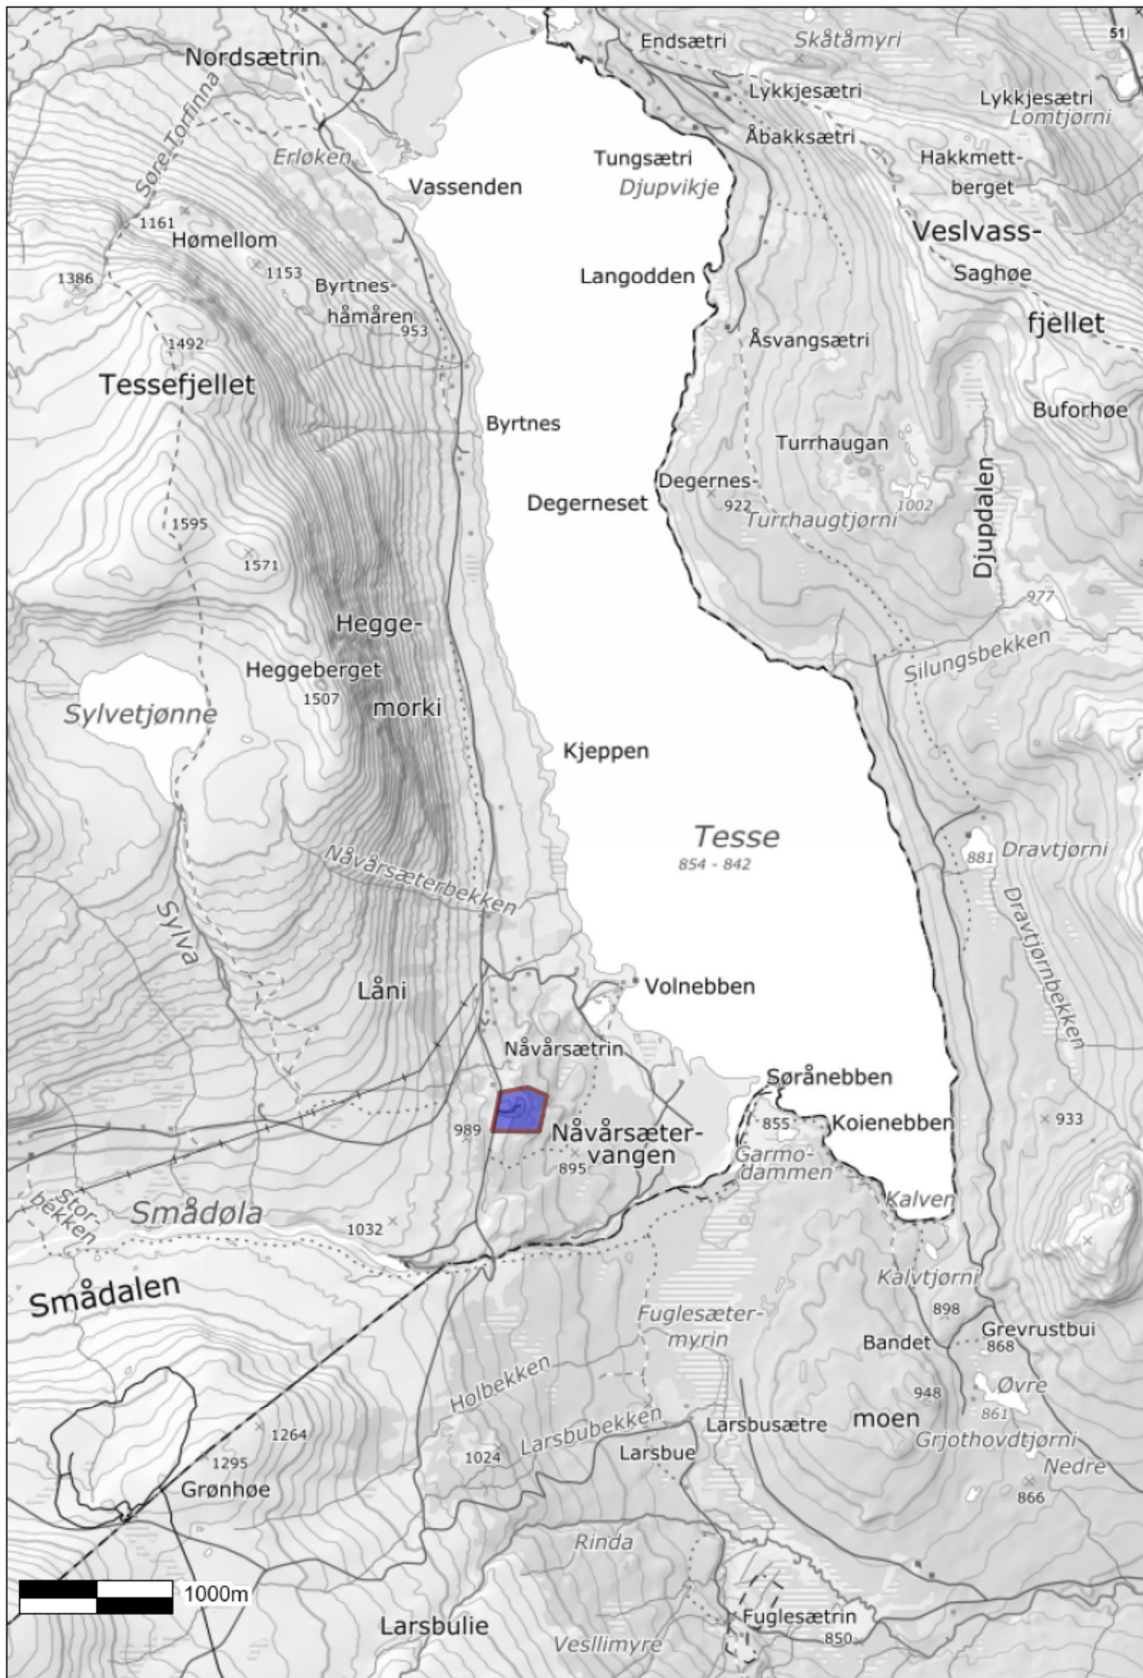 51
Endsætri
Skåtåmyri
Nordsætrin
Lykkjesætri
Lykkjesætri
Lomtjørni
Søre Torfinna
Åbakksætri
Erløken
Tungsætri
Hakkmett-
berget
Vassenden
Djupvikje
1161
Hømellom
Veslvass-
1386
1153
Byrtnes-
håmåren
Langodden
Saghøe
953
fjellet
1492
Åsvangsætri
Tessefjellet
Buforhøe
Byrtnes
Turrhaugan
Degernes-
922
Degerneset
1002
Turrhaugtjørni
Djupdalen
1595
1571
977
Hegge-
Heggeberget
1507
morki
Silungsbekken
Sylvetjønne
Kjeppen
Tesse
854 - 842
881
Dravtjørni
Nåvårsæterbekken
Dravtjørnbekken
Sylva
Låni
Volnebben
Nåvårsætrin
Sørånebben
855
Koienebben
933
989
Nåvårsæter-
vangen
895
Garmo-
dammen
Stor-
bekken
Smådøla
1032
Kalven
Smådalen
Kalvtjørni
898
Fuglesæter-
myrin
Bandet
Grevrustbui
868
Holbekken
Øvre
861
948
Larsbubekken
Larsbusætre
moen
Grjothovdtjørni
1264
1295
1024
Larsbue
Nedre
866
Grønhøe
Rinda
1000m
Larsbulie
Vesllimyre
Fuglesætrin
850